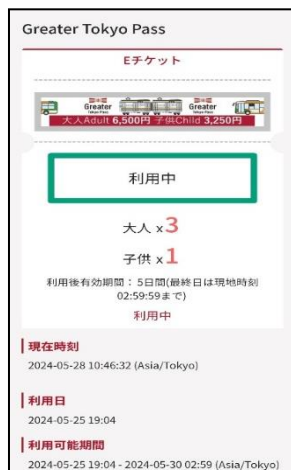 Greater Tokyo Pass
Eチケット
Greater
Tokyo Pass
Greater
Tokyo Pass
大人Adult 6,500円 子供Child 3,250円
利用中
大人 x3
子供 x1
利用後有効期間：5日間(最終日は現地時刻
02:59:59まで)
利用中
現在時刻
2024-05-28 10:46:32 (Asia/Tokyo)
利用日
2024-05-25 19:04
利用可能期間
2024-05-25 19:04 - 2024-05-30 02:59 (Asia/Tokyo)